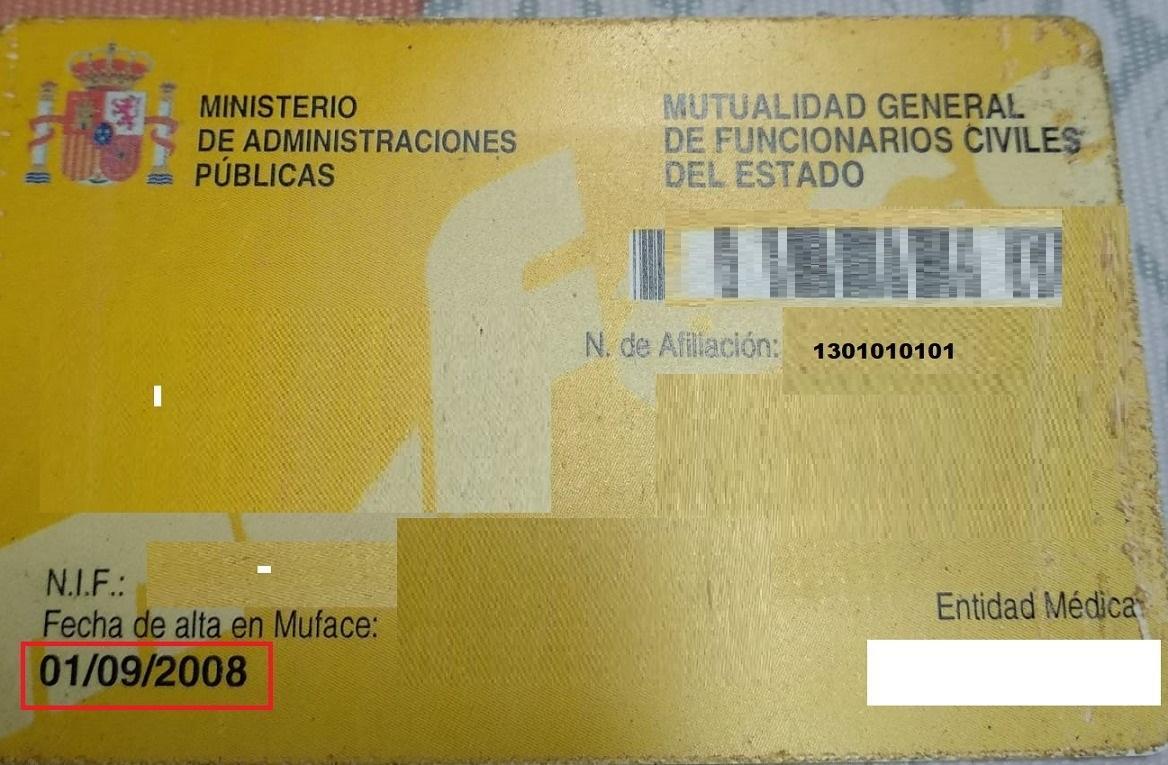 MINISTERIO
DE ADMINISTRACIONES
PÚBLICAS
MUTUALIDAD GENERAL
DE FUNCIONARIOS CIVILES
DEL ESTADO
N. de Afiliación: 1301010101
N.I.F.:
Fecha de alta en Muface:
01/09/2008
Entidad Médica